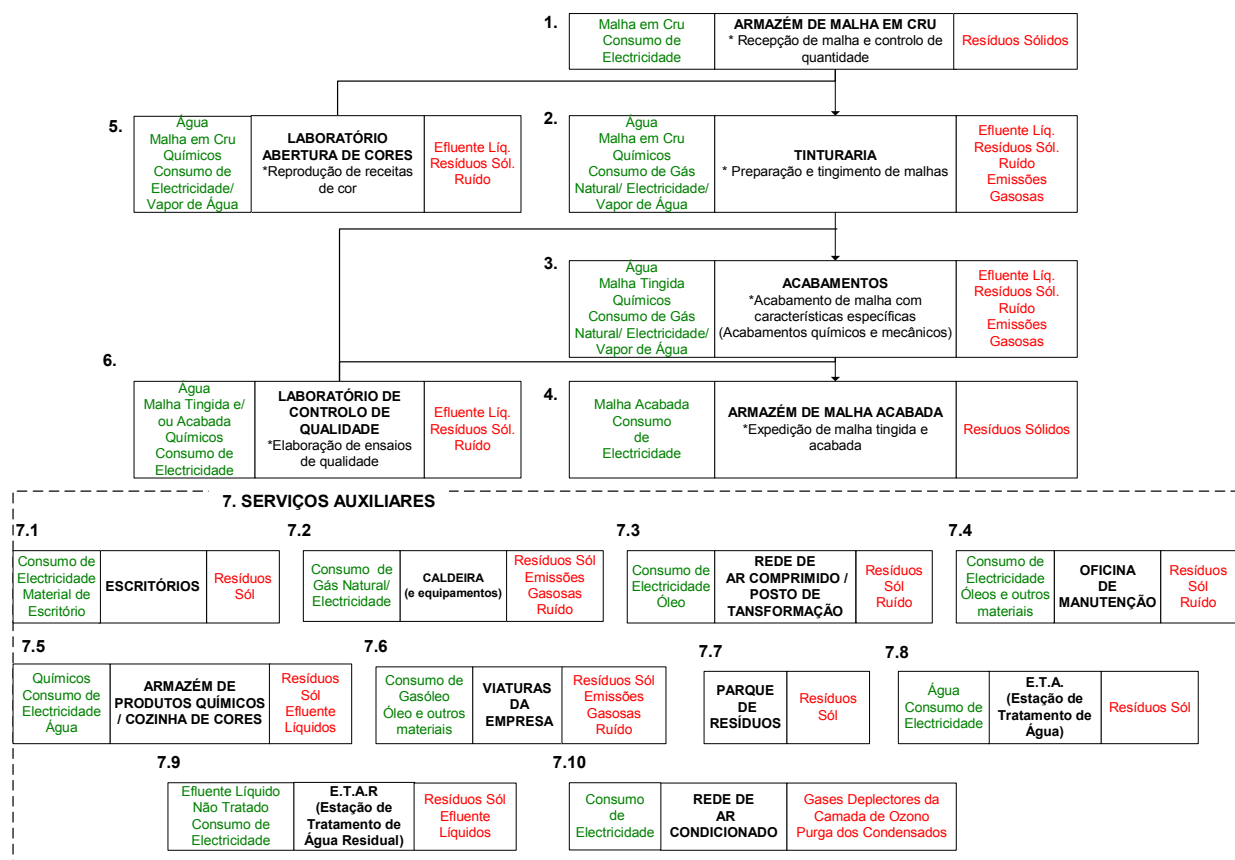 1.
Malha em Cru
Consumo de
Electricidade
ARMAZÉM DE MALHA EM CRU
* Recepção de malha e controlo de
quantidade
Resíduos Sólidos
5.
Água
Malha em Cru
Químicos
Consumo de
Electricidade/
Vapor de Água
LABORATÓRIO
ABERTURA DE CORES
*Reprodução de receitas
de cor
Efluente Líq.
Resíduos Sól.
Ruído
2.
Água
Malha em Cru
Químicos
Consumo de Gás
Natural/ Electricidade/
Vapor de Água
TINTURARIA
* Preparação e tingimento de malhas
Efluente Líq.
Resíduos Sól.
Ruído
Emissões
Gasosas
3.
Água
Malha Tingida
Químicos
Consumo de Gás
Natural/ Electricidade/
Vapor de Água
ACABAMENTOS
*Acabamento de malha com
características específicas
(Acabamentos químicos e mecânicos)
Efluente Líq.
Resíduos Sól.
Ruído
Emissões
Gasosas
6.
Água
Malha Tingida e/
ou Acabada
Químicos
Consumo de
Electricidade
LABORATÓRIO DE
CONTROLO DE
QUALIDADE
*Elaboração de ensaios
de qualidade
Efluente Líq.
Resíduos Sól.
Ruído
4.
Malha Acabada
Consumo
de
Electricidade
ARMAZÉM DE MALHA ACABADA
*Expedição de malha tingida e
acabada
Resíduos Sólidos
7. SERVIÇOS AUXILIARES
7.1
Consumo de
Electricidade
Material de
Escritório
ESCRITÓRIOS
Resíduos
Sól
7.2
Consumo de
Gás Natural/
Electricidade
CALDEIRA
(e equipamentos)
Resíduos Sól
Emissões
Gasosas
Ruído
7.3
Consumo de
Electricidade
Óleo
REDE DE
AR COMPRIMIDO /
POSTO DE
TANSFORMAÇÃO
Resíduos
Sól
Ruído
7.4
Consumo de
Electricidade
Óleos e outros
materiais
OFICINA
DE
MANUTENÇÃO
Resíduos
Sól
Ruído
7.5
Químicos
Consumo de
Electricidade
Água
ARMAZÉM DE
PRODUTOS QUÍMICOS
/ COZINHA DE CORES
Resíduos
Sól
Efluente
Líquidos
7.6
Consumo de
Gasóleo
Óleo e outros
materiais
VIATURAS
DA
EMPRESA
Resíduos Sól
Emissões
Gasosas
Ruído
7.7
PARQUE
DE
RESÍDUOS
Resíduos
Sól
7.8
Água
Consumo de
Electricidade
E.T.A.
(Estação de
Tratamento de
Água)
Resíduos Sól
7.9
Efluente Líquido
Não Tratado
Consumo de
Electricidade
E.T.A.R
(Estação de
Tratamento de
Água Residual)
Resíduos Sól
Efluente
Líquidos
7.10
Consumo
de
Electricidade
REDE DE
AR
CONDICIONADO
Gases Deplectores da
Camada de Ozono
Purga dos Condensados